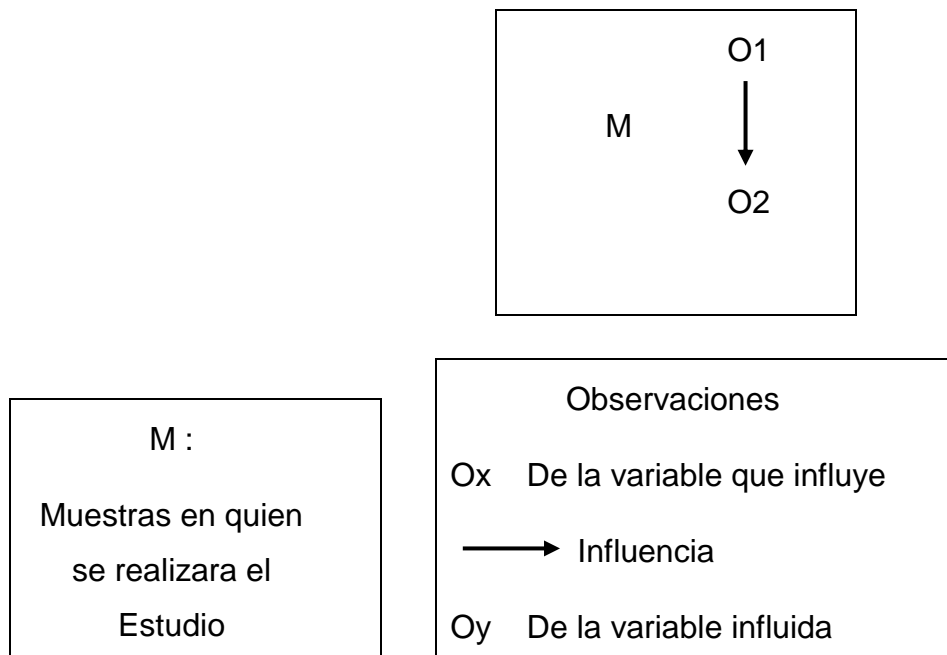 O1
M
O2
M :
Muestras en quien
se realizara el
Estudio
Observaciones
Ox De la variable que influye
Influencia
Oy De la variable influida